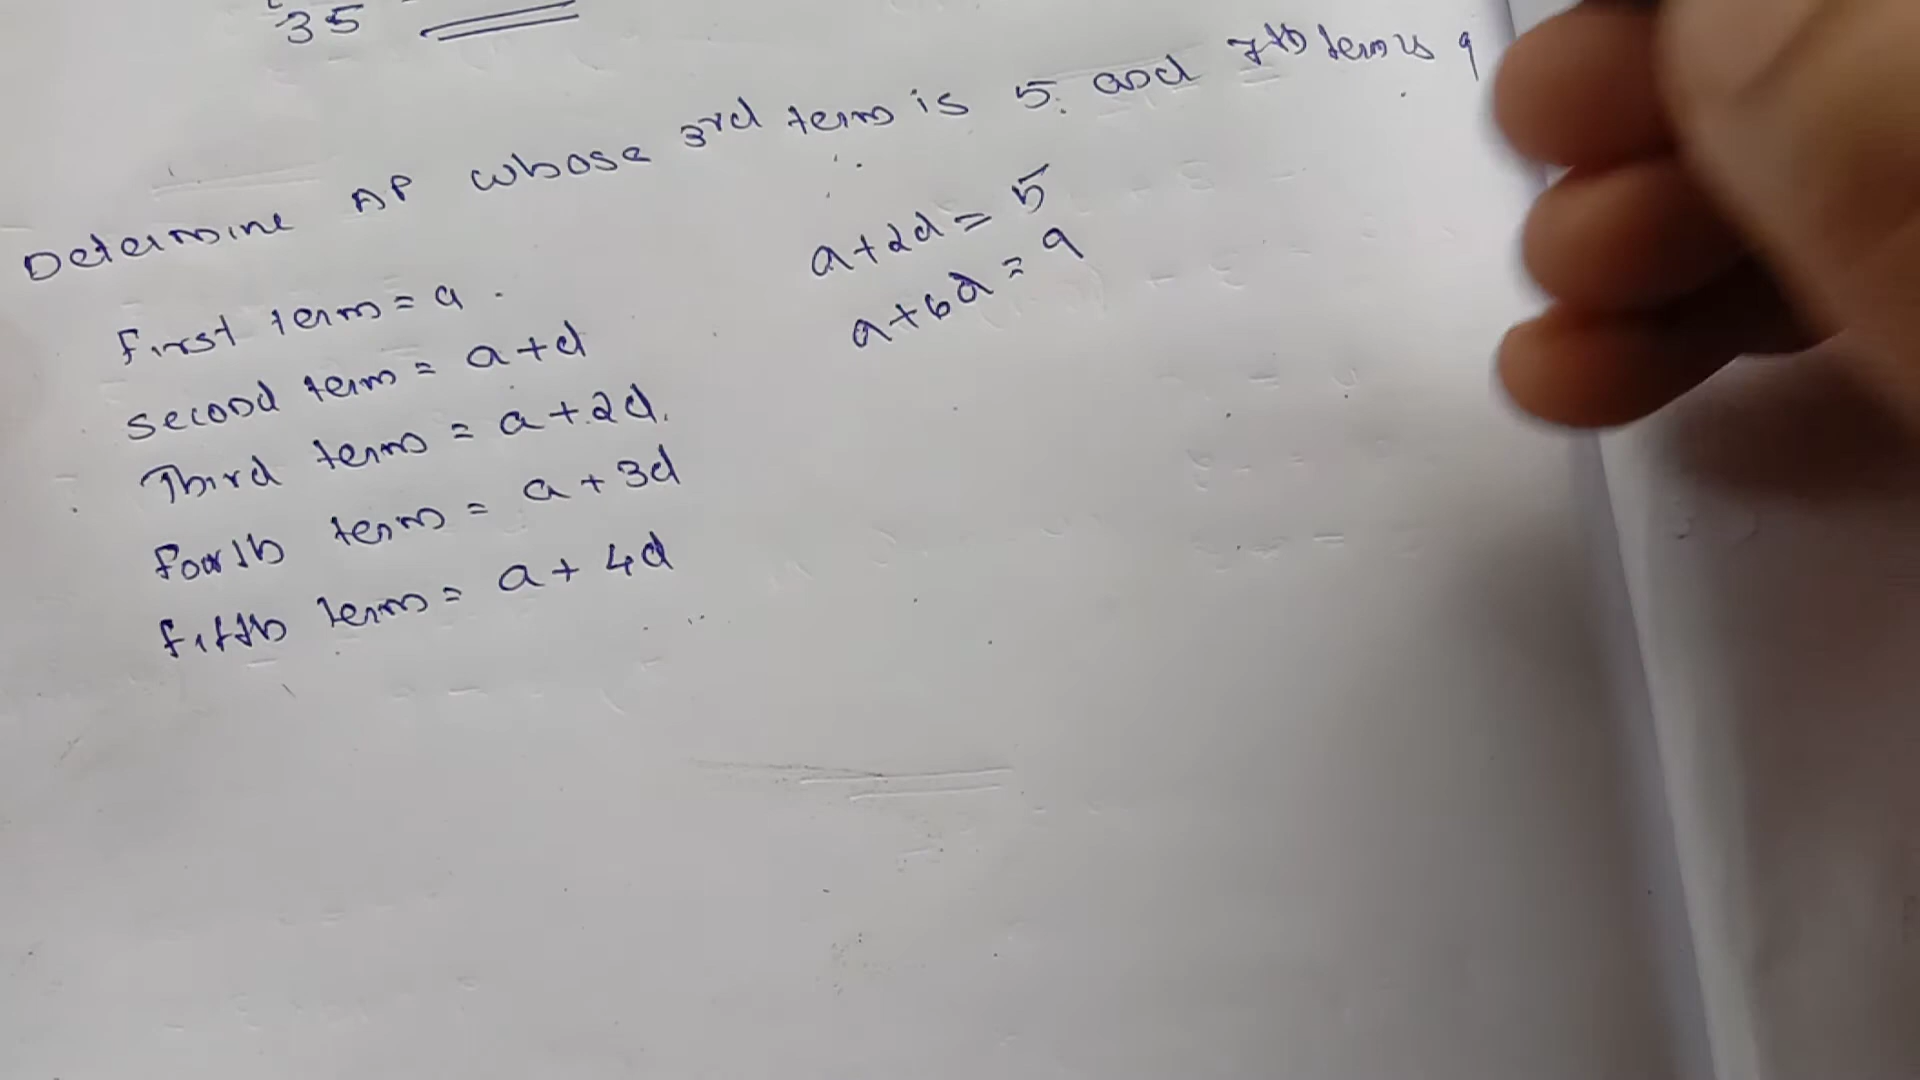 35
Determine AP whose 3rd term is 5. and 7th term is 9
a+2d = 5
a+6d = 9
First term = a.
Second term = a+d
Third term = a+2d.
Fourth term = a+3d
Fifth term = a+4d